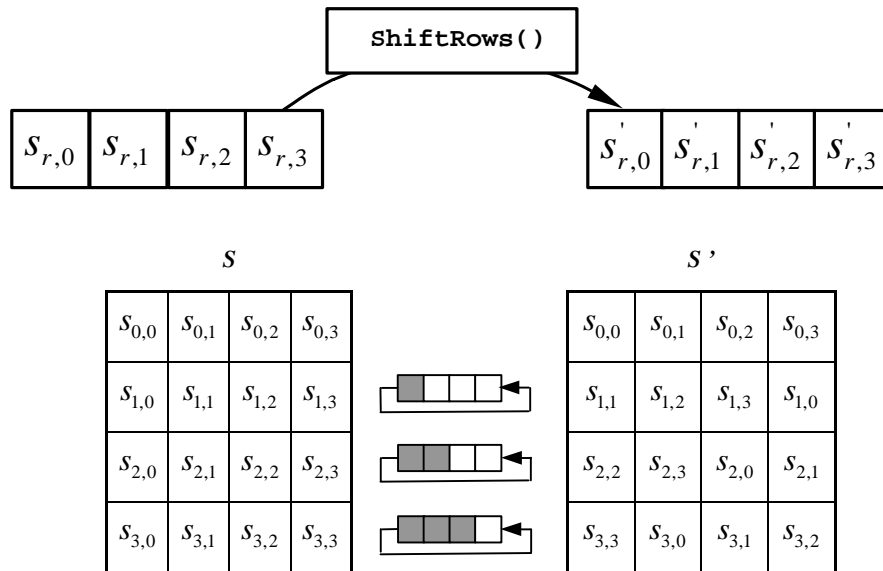 ShiftRows()
s_{r,0} s_{r,1} s_{r,2} s_{r,3} s'_{r,0} s'_{r,1} s'_{r,2} s'_{r,3}
S S'
s_{0,0} s_{0,1} s_{0,2} s_{0,3} s_{0,0} s_{0,1} s_{0,2} s_{0,3}
s_{1,0} s_{1,1} s_{1,2} s_{1,3} s_{1,1} s_{1,2} s_{1,3} s_{1,0}
s_{2,0} s_{2,1} s_{2,2} s_{2,3} s_{2,2} s_{2,3} s_{2,0} s_{2,1}
s_{3,0} s_{3,1} s_{3,2} s_{3,3} s_{3,3} s_{3,0} s_{3,1} s_{3,2}